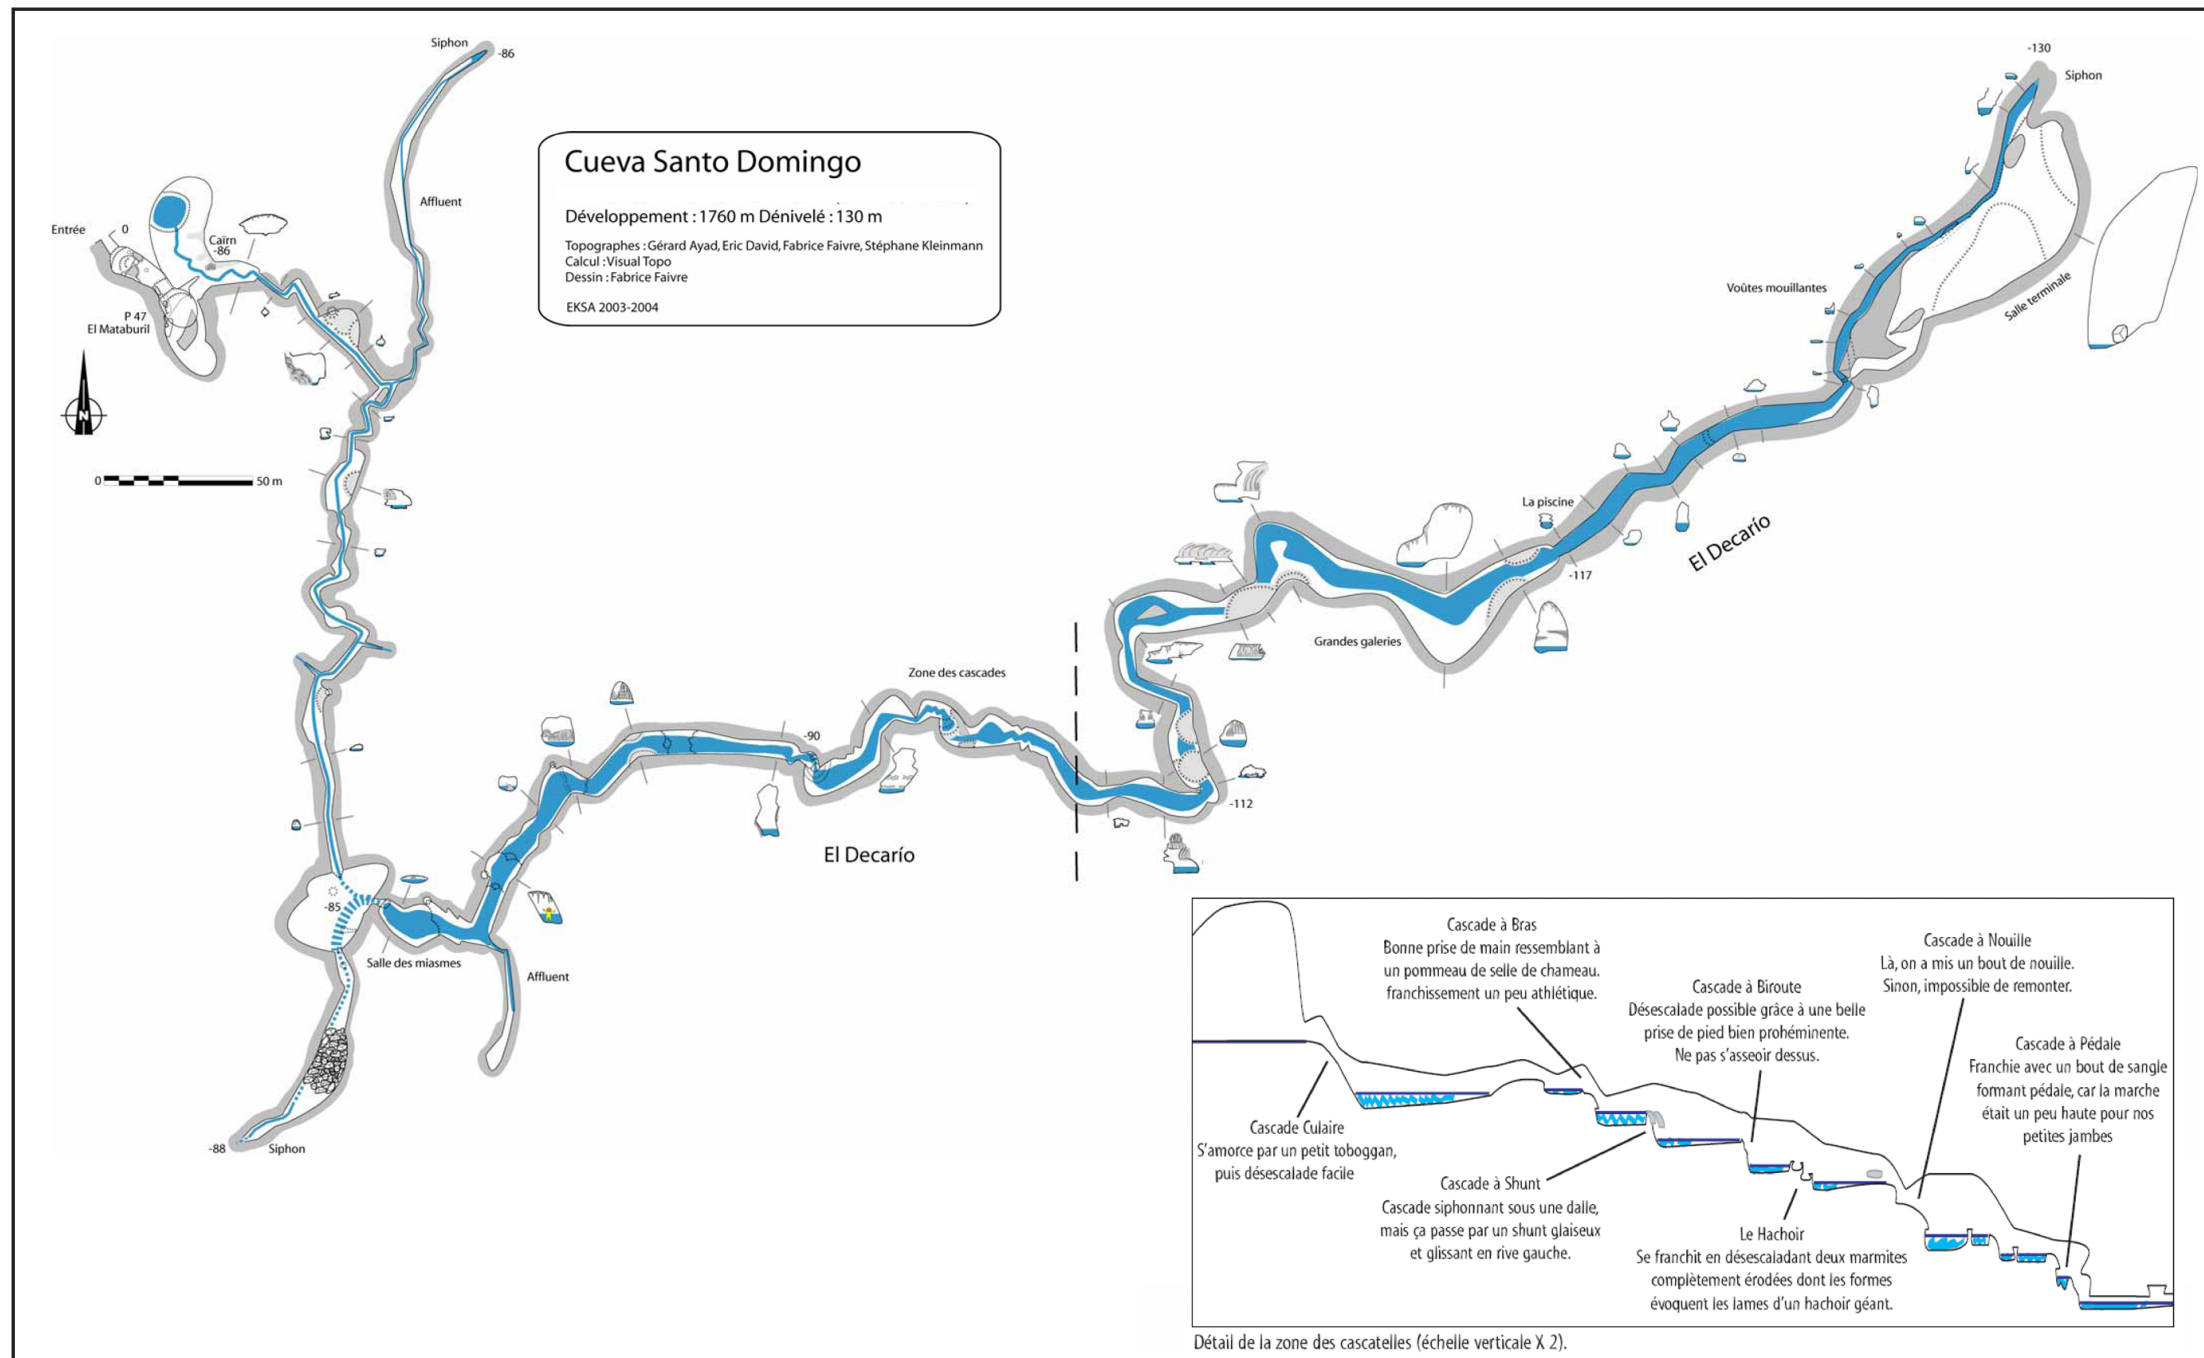 Siphon
-86
Affluent
Entrée
0
Caïrn
-86
P 47
El Mataburil
N
0
50 m
Cueva Santo Domingo
Développement : 1760 m Dénivelé : 130 m
Topographes : Gérard Ayad, Eric David, Fabrice Faivre, Stéphane Kleinmann
Calcul : Visual Topo
Dessin : Fabrice Faivre
EKSA 2003-2004
-130
Siphon
Voûtes mouillantes
Salle terminale
La piscine
El Decarío
-117
Grandes galeries
Zone des cascades
-90
-112
El Decarío
-85
Salle des miasmes
Affluent
-88
Siphon
Cascade à Bras
Bonne prise de main ressemblant à
un pommeau de selle de chameau.
franchissement un peu athlétique.
Cascade à Nouille
Là, on a mis un bout de nouille.
Sinon, impossible de remonter.
Cascade à Biroute
Désescalade possible grâce à une belle
prise de pied bien prohéminente.
Ne pas s'asseoir dessus.
Cascade à Pédale
Franchie avec un bout de sangle
formant pédale, car la marche
était un peu haute pour nos
petites jambes
Cascade Culaire
S'amorce par un petit toboggan,
puis désescalade facile
Cascade à Shunt
Cascade siphonnant sous une dalle,
mais ça passe par un shunt glaiseux
et glissant en rive gauche.
Le Hachoir
Se franchit en désescaladant deux marmites
complètement érodées dont les formes
évoquent les lames d'un hachoir géant.
Détail de la zone des cascatelles (échelle verticale X 2).